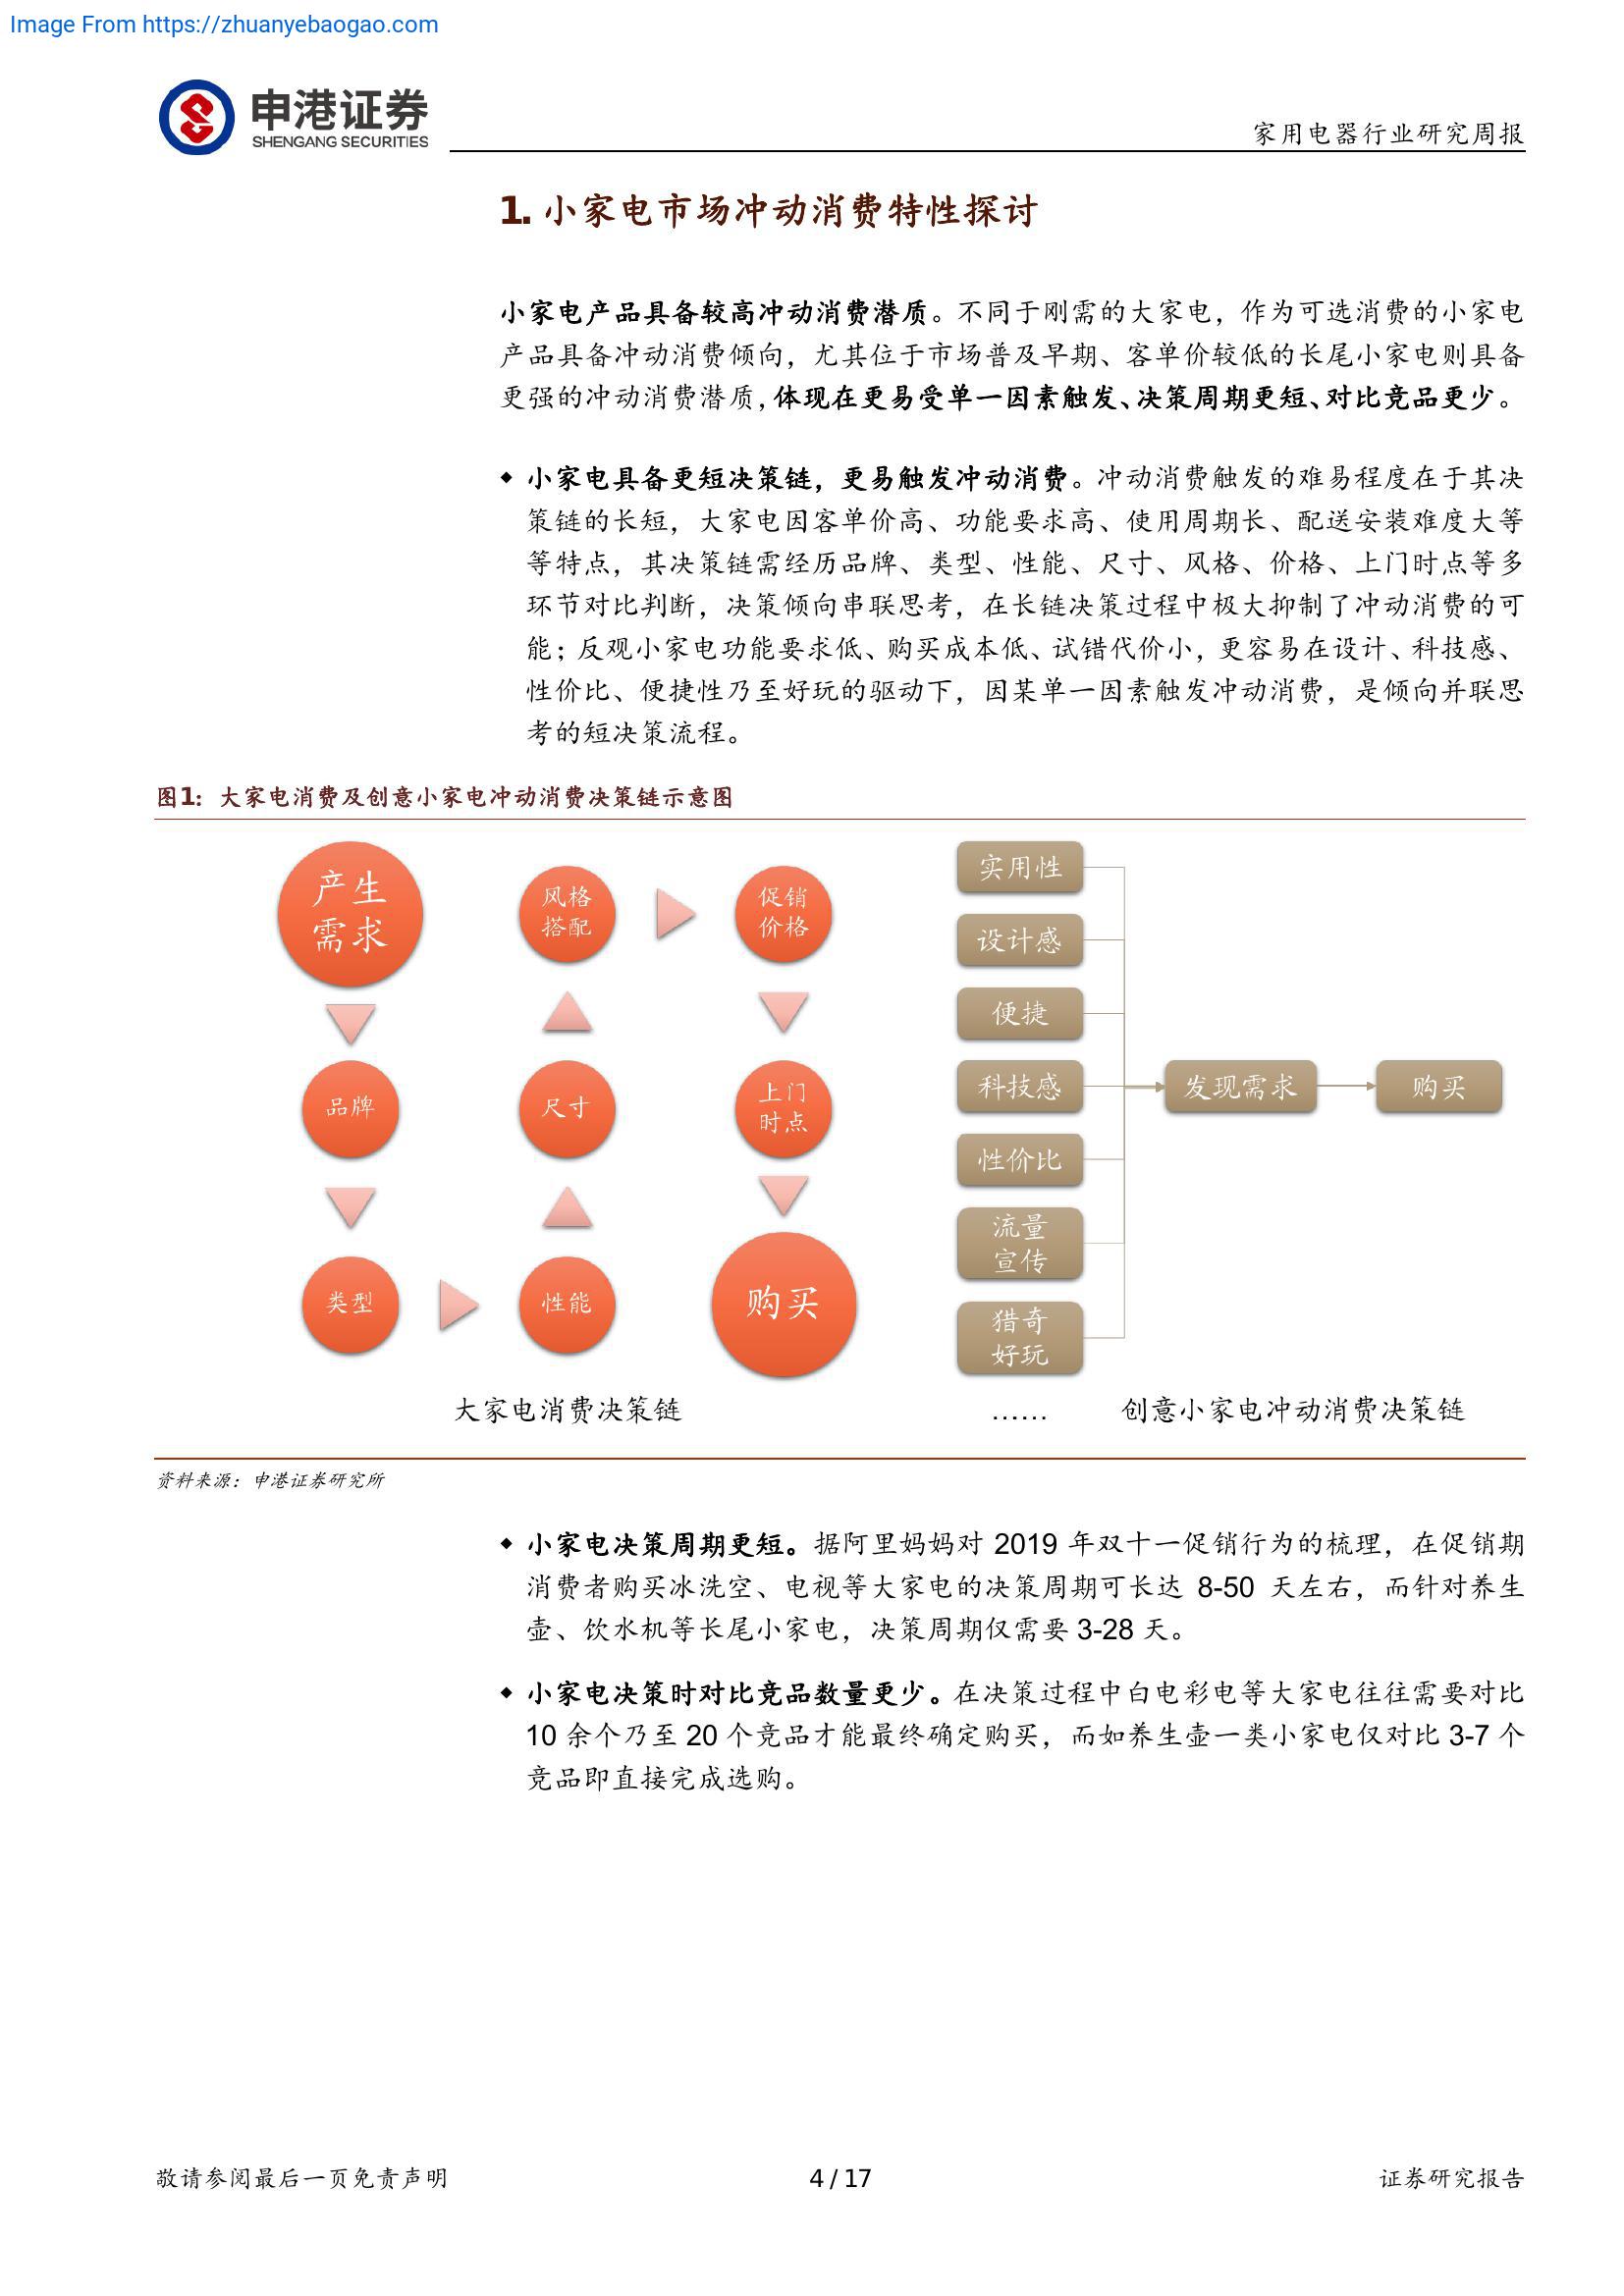 Image From https://zhuanyebaogao.com
申港证券
SHENGANG SECURITIES
家用电器行业研究周报
1. 小家电市场冲动消费特性探讨
小家电产品具备较高冲动消费潜质。不同于刚需的大家电，作为可选消费的小家电
产品具备冲动消费倾向，尤其位于市场普及早期、客单价较低的长尾小家电则具备
更强的冲动消费潜质，体现在更易受单一因素触发、决策周期更短、对比竞品更少。
◆ 小家电具备更短决策链，更易触发冲动消费。冲动消费触发的难易程度在于其决
策链的长短，大家电因客单价高、功能要求高、使用周期长、配送安装难度大等
等特点，其决策链需经历品牌、类型、性能、尺寸、风格、价格、上门时点等多
环节对比判断，决策倾向串联思考，在长链决策过程中极大抑制了冲动消费的可
能；反观小家电功能要求低、购买成本低、试错代价小，更容易在设计、科技感、
性价比、便捷性乃至好玩的驱动下，因某单一因素触发冲动消费，是倾向并联思
考的短决策流程。
图1：大家电消费及创意小家电冲动消费决策链示意图
产生
需求
品牌
类型
性能
尺寸
风格
搭配
促销
价格
上门
时点
购买
大家电消费决策链
实用性
设计感
便捷
科技感
性价比
流量
宣传
猎奇
好玩
……
发现需求
购买
创意小家电冲动消费决策链
资料来源：申港证券研究所
◆ 小家电决策周期更短。据阿里妈妈对 2019 年双十一促销行为的梳理，在促销期
消费者购买冰洗空、电视等大家电的决策周期可长达 8-50 天左右，而针对养生
壶、饮水机等长尾小家电，决策周期仅需要 3-28 天。
◆ 小家电决策时对比竞品数量更少。在决策过程中白电彩电等大家电往往需要对比
10 余个乃至 20 个竞品才能最终确定购买，而如养生壶一类小家电仅对比 3-7 个
竞品即直接完成选购。
敬请参阅最后一页免责声明
4 / 17
证券研究报告